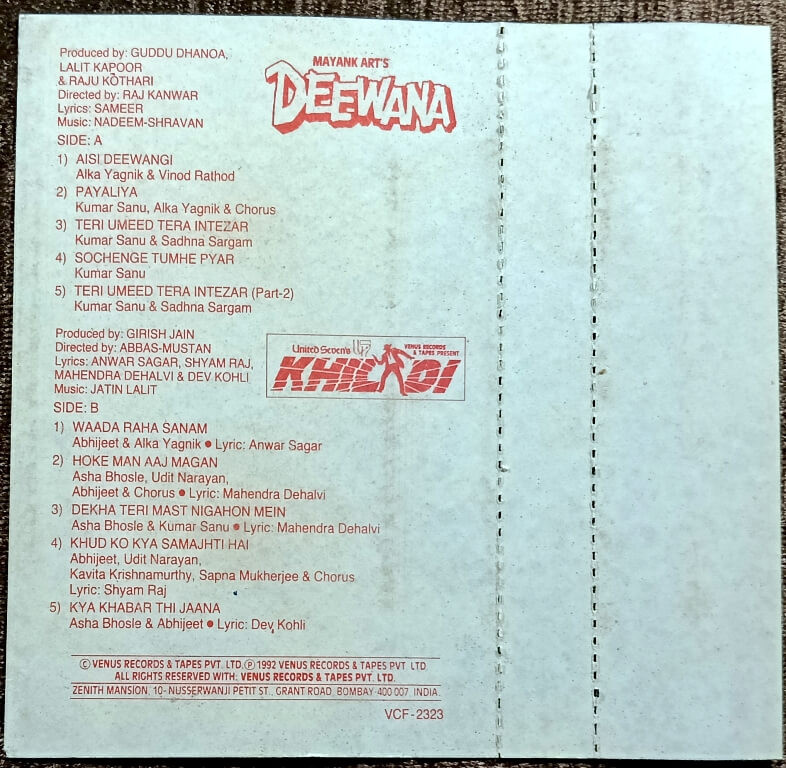 Produced by: GUDDU DHANOA,
LALIT KAPOOR
& RAJU KOTHARI
Directed by: RAJ KANWAR
Lyrics: SAMEER
Music: NADEEM-SHRAVAN
MAYANK ART'S
DEEWANA
SIDE: A
1) AISI DEEWANGI
Alka Yagnik & Vinod Rathod
2) PAYALIYA
Kumar Sanu, Alka Yagnik & Chorus
3) TERI UMEED TERA INTEZAR
Kumar Sanu & Sadhna Sargam
4) SOCHENGE TUMHE PYAR
Kumar Sanu
5) TERI UMEED TERA INTEZAR (Part-2)
Kumar Sanu & Sadhna Sargam
Produced by: GIRISH JAIN
Directed by: ABBAS-MUSTAN
Lyrics: ANWAR SAGAR, SHYAM RAJ,
MAHENDRA DEHALVI & DEV KOHLI
Music: JATIN LALIT
United Seven's U7
VENUS RECORDS
& TAPES PRESENT
KHILADI
SIDE: B
1) WAADA RAHA SANAM
Abhijeet & Alka Yagnik ● Lyric: Anwar Sagar
2) HOKE MAN AAJ MAGAN
Asha Bhosle, Udit Narayan,
Abhijeet & Chorus ● Lyric: Mahendra Dehalvi
3) DEKHA TERI MAST NIGAHON MEIN
Asha Bhosle & Kumar Sanu ● Lyric: Mahendra Dehalvi
4) KHUD KO KYA SAMAJHTI HAI
Abhijeet, Udit Narayan,
Kavita Krishnamurthy, Sapna Mukherjee & Chorus
Lyric: Shyam Raj
5) KYA KHABAR THI JAANA
Asha Bhosle & Abhijeet ● Lyric: Dev Kohli
© VENUS RECORDS & TAPES PVT. LTD. ℗ 1992 VENUS RECORDS & TAPES PVT. LTD.
ALL RIGHTS RESERVED WITH: VENUS RECORDS & TAPES PVT. LTD.
ZENITH MANSION, 10- NUSSERWANJI PETIT ST., GRANT ROAD, BOMBAY-400 007, INDIA.
VCF-2323